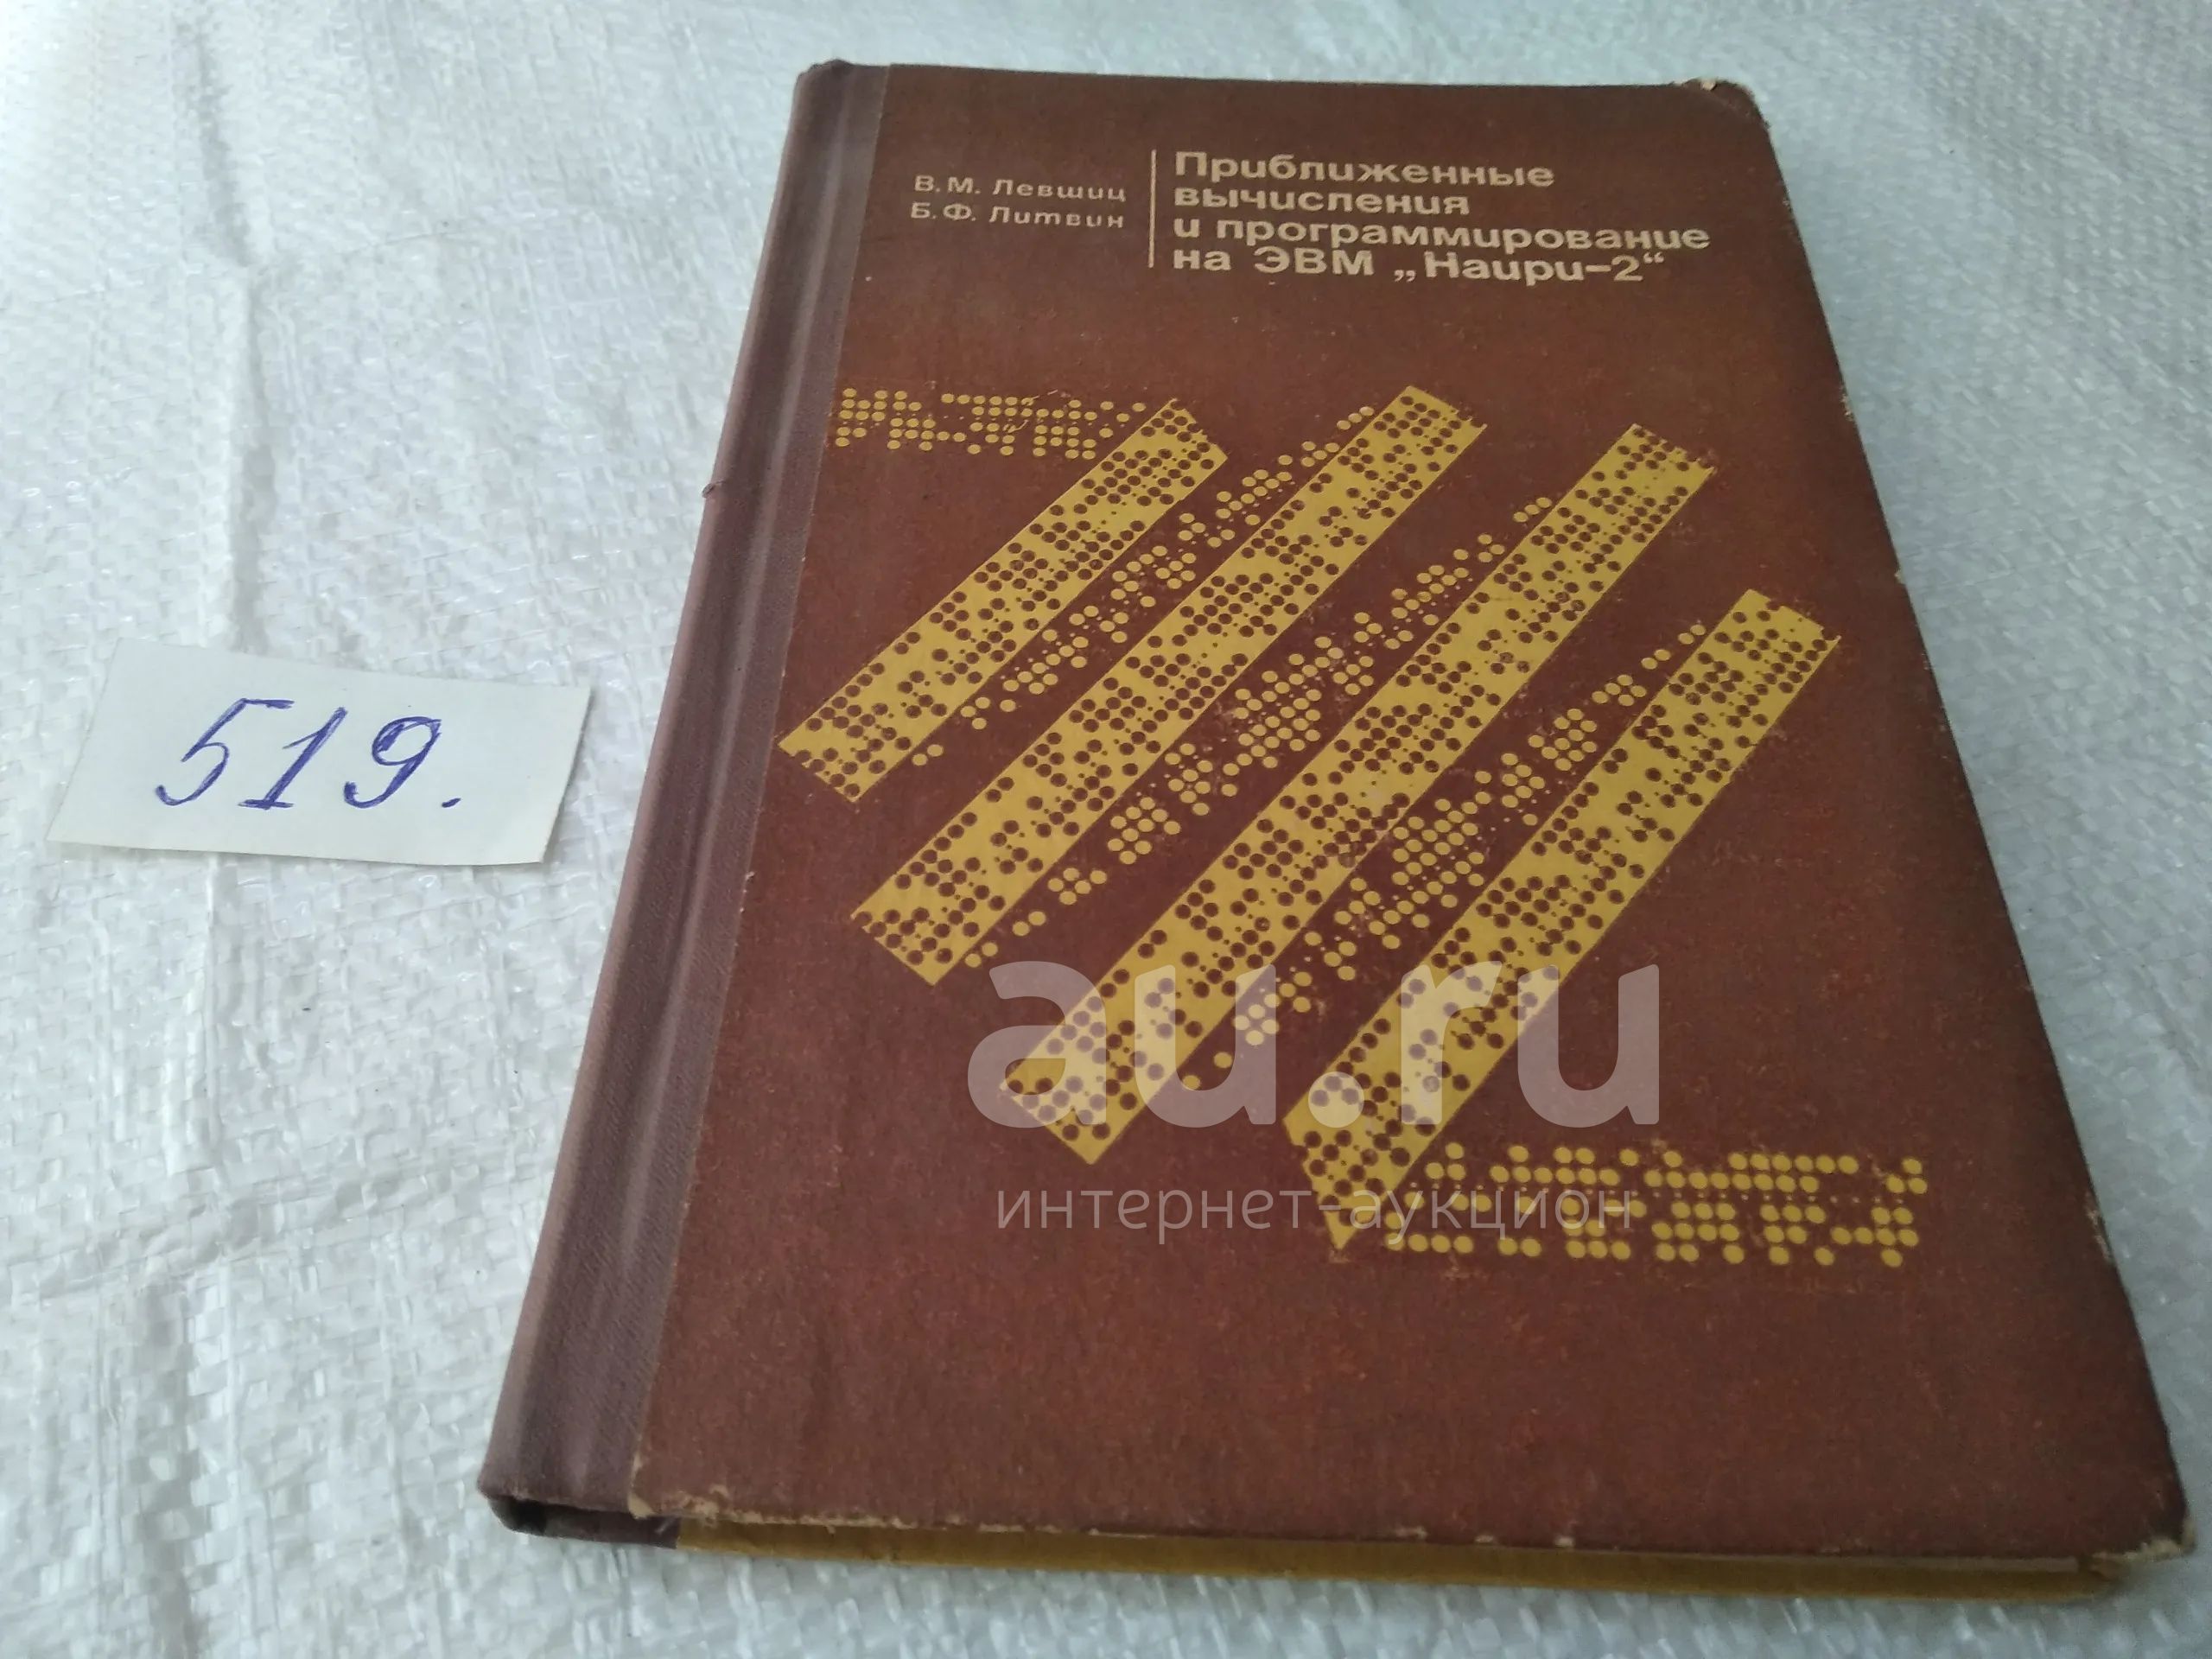 В. М. Левшиц
Б. Ф. Литвин
Приближенные
вычисления
и программирование
на ЭВМ „Наири-2“
519.
au.ru
интернет-аукцион